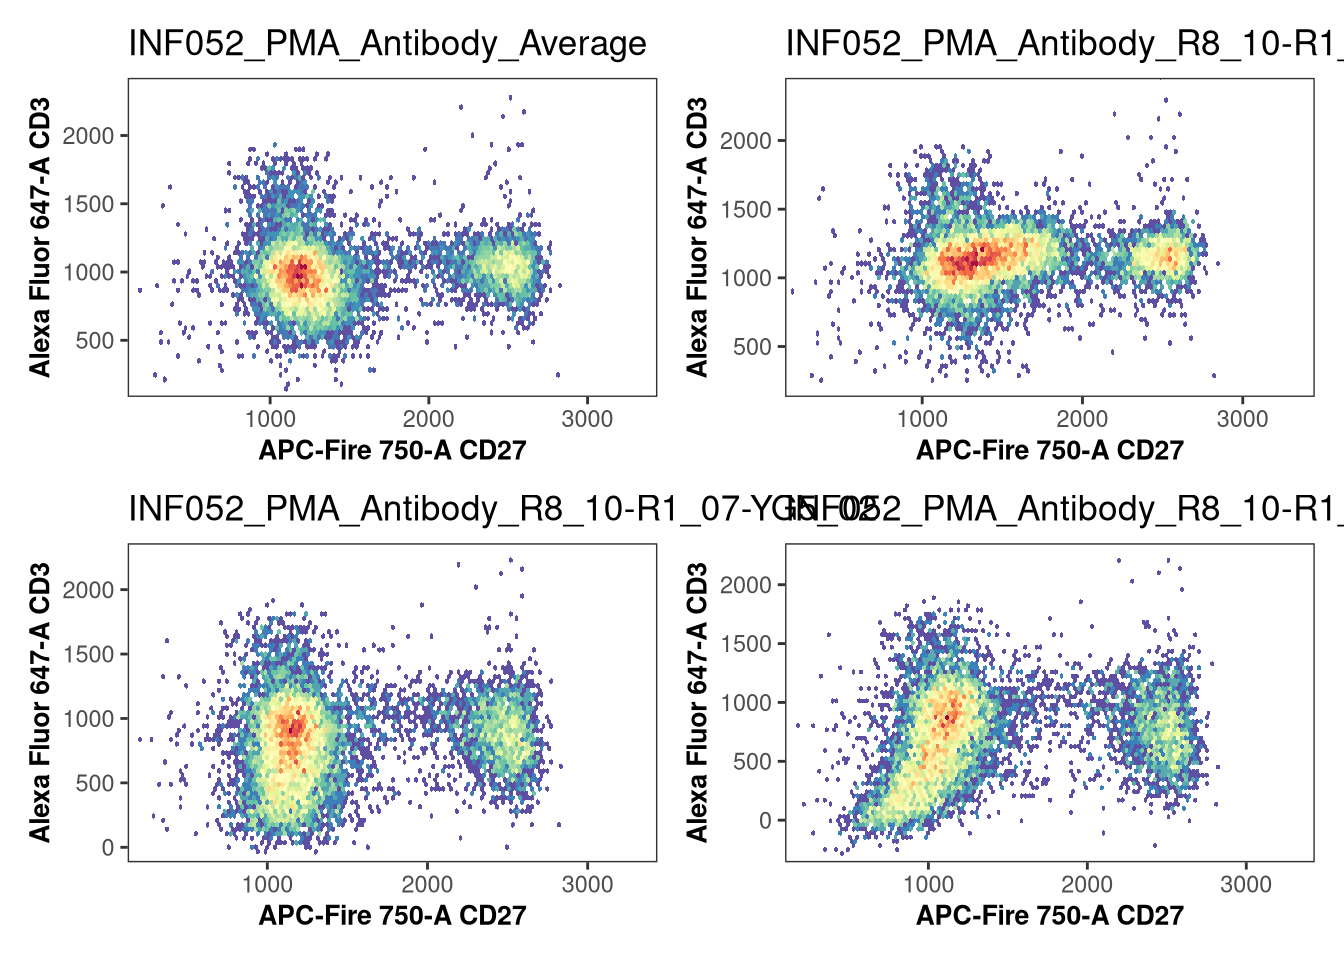 INF052_PMA_Antibody_Average
Alexa Fluor 647-A CD3
2000
1500
1000
500
1000
2000
3000
APC-Fire 750-A CD27
INF052_PMA_Antibody_R8_10-R1_
Alexa Fluor 647-A CD3
2000
1500
1000
500
1000
2000
3000
APC-Fire 750-A CD27
INF052_PMA_Antibody_R8_10-R1_07-YG5_02
Alexa Fluor 647-A CD3
2000
1500
1000
500
0
1000
2000
3000
APC-Fire 750-A CD27
INF052_PMA_Antibody_R8_10-R1_
Alexa Fluor 647-A CD3
2000
1500
1000
500
0
1000
2000
3000
APC-Fire 750-A CD27